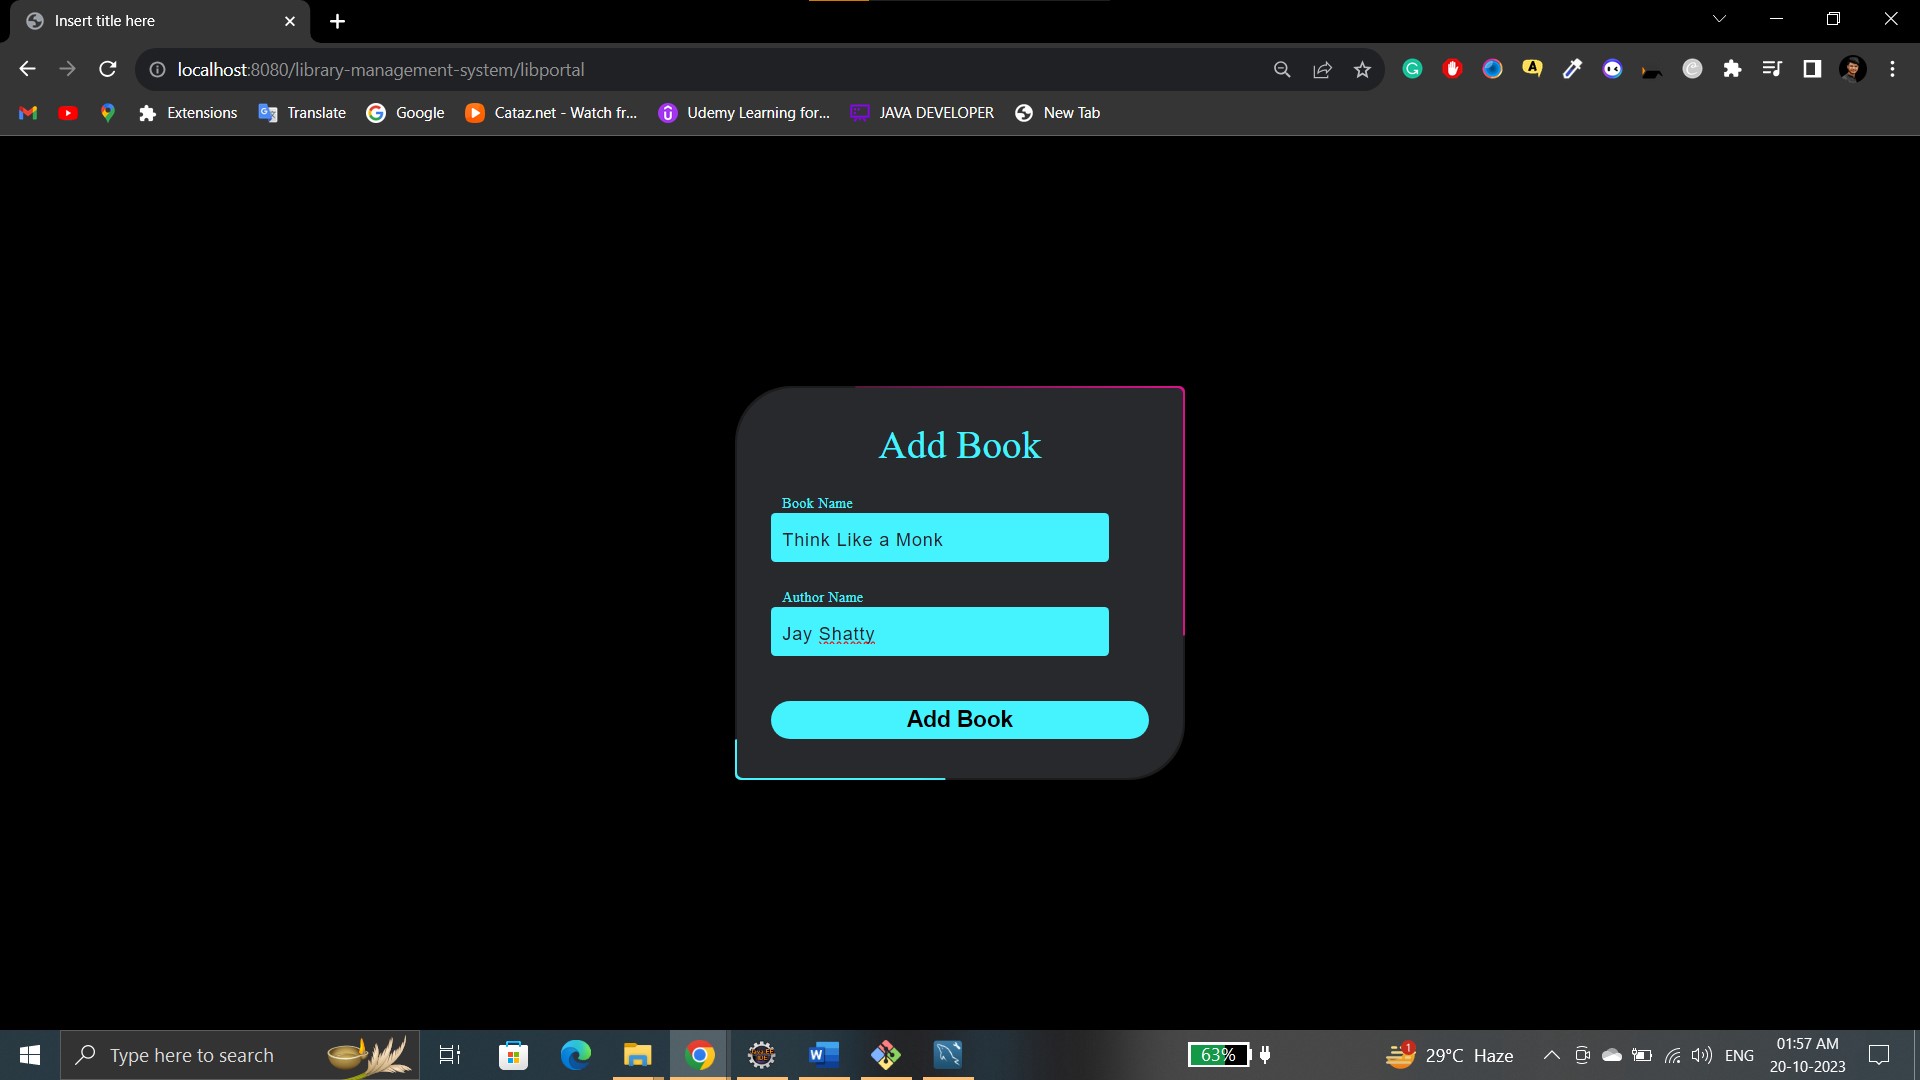 Insert title here
localhost:8080/library-management-system/libportal
Extensions Translate Google Cataz.net - Watch fr... Udemy Learning for... JAVA DEVELOPER New Tab
Add Book
Book Name
Think Like a Monk
Author Name
Jay Shatty
Add Book
Type here to search
63%
1
29°C Haze
ENG
01:57 AM
20-10-2023